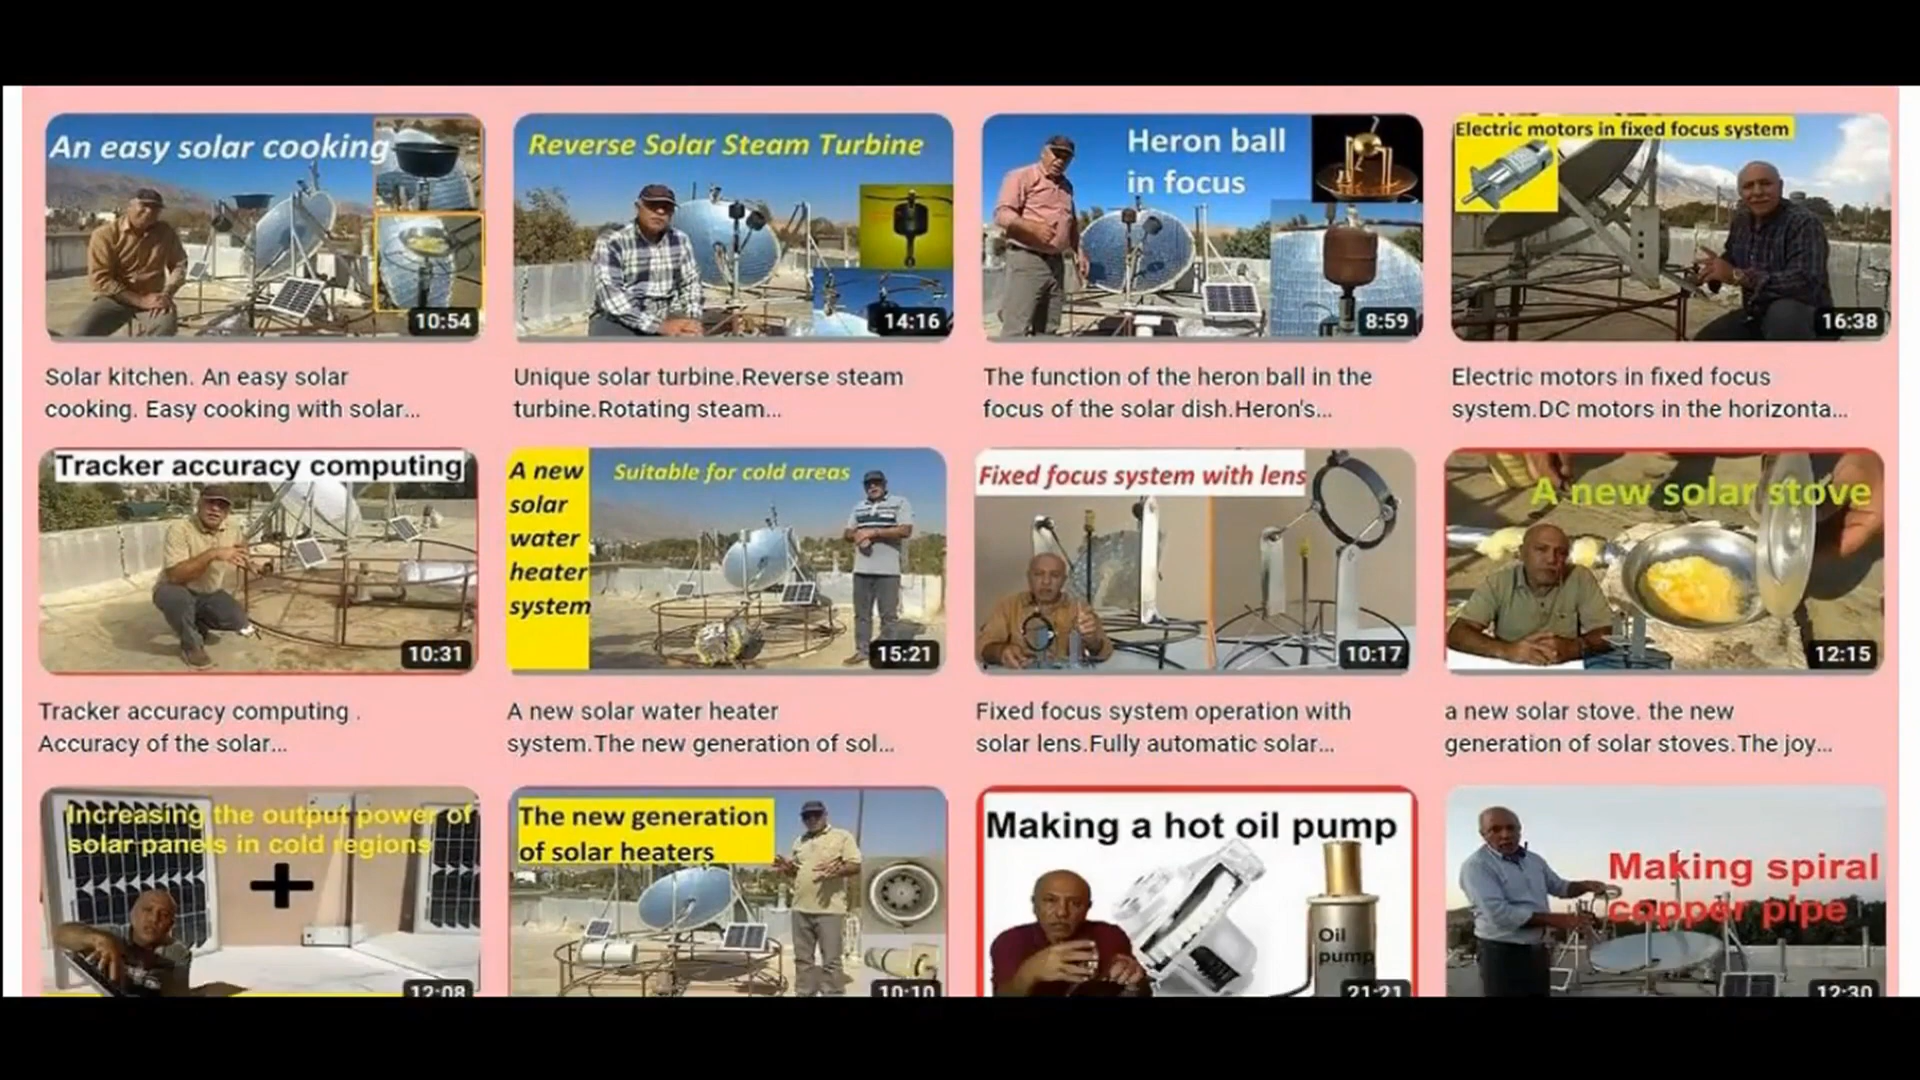 An easy solar cooking
10:54
Reverse Solar Steam Turbine
14:16
Heron ball
in focus
8:59
Electric motors in fixed focus system
16:38
Solar kitchen. An easy solar
cooking. Easy cooking with solar...
Unique solar turbine.Reverse steam
turbine.Rotating steam...
The function of the heron ball in the
focus of the solar dish.Heron's...
Electric motors in fixed focus
system.DC motors in the horizonta...
Tracker accuracy computing
10:31
A new
solar
water
heater
system
Suitable for cold areas
15:21
Fixed focus system with lens
10:17
A new solar stove
12:15
Tracker accuracy computing .
Accuracy of the solar...
A new solar water heater
system.The new generation of sol...
Fixed focus system operation with
solar lens.Fully automatic solar...
a new solar stove. the new
generation of solar stoves.The joy...
Increasing the output power of
solar panels in cold regions
12:08
The new generation
of solar heaters
10:10
Making a hot oil pump
Oil
pump
21:21
Making spiral
copper pipe
12:30